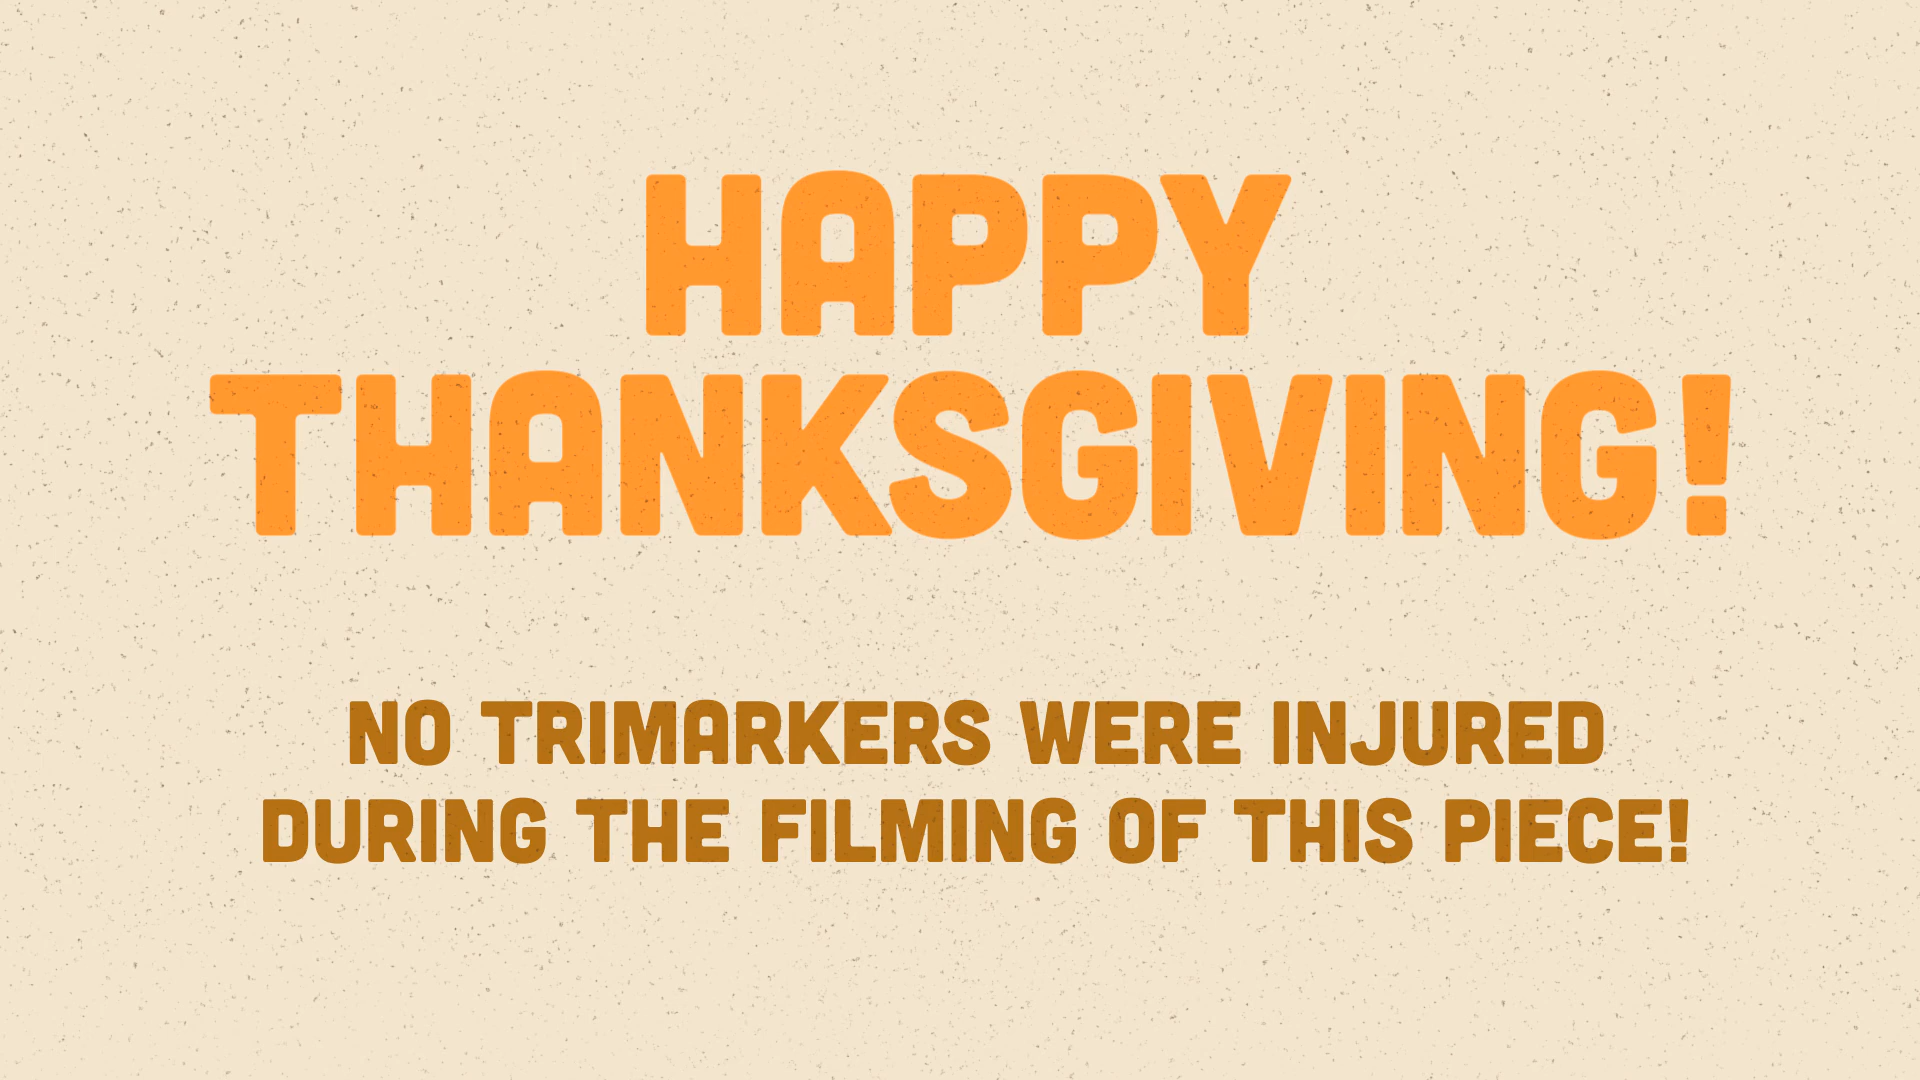 HAPPY
THANKSGIVING!
NO TRIMARKERS WERE INJURED
DURING THE FILMING OF THIS PIECE!